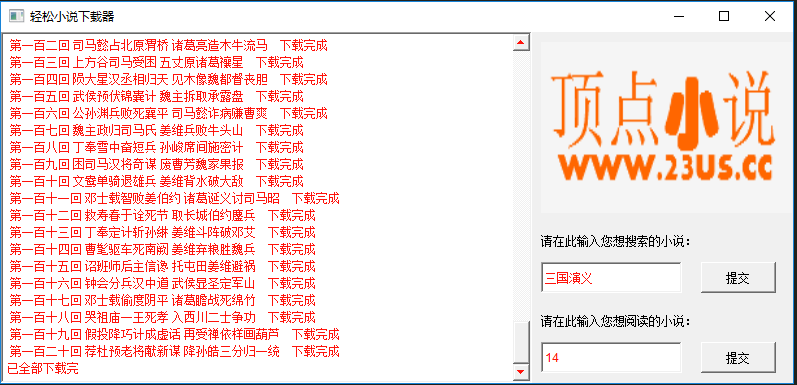 轻松小说下载器
第一百二回 司马懿占北原渭桥 诸葛亮造木牛流马 下载完成
第一百三回 上方谷司马受困 五丈原诸葛禳星 下载完成
第一百四回 陨大星汉丞相归天 见木像魏都督丧胆 下载完成
第一百五回 武侯预伏锦囊计 魏主拆取承露盘 下载完成
第一百六回 公孙渊兵败死襄平 司马懿诈病赚曹爽 下载完成
第一百七回 魏主政归司马氏 姜维兵败牛头山 下载完成
第一百八回 丁奉雪中奋短兵 孙峻席间施密计 下载完成
第一百九回 困司马汉将奇谋 废曹芳魏家果报 下载完成
第一百十回 文鸯单骑退雄兵 姜维背水破大敌 下载完成
第一百十一回 邓士载智败姜伯约 诸葛诞义讨司马昭 下载完成
第一百十二回 救寿春于诠死节 取长城伯约鏖兵 下载完成
第一百十三回 丁奉定计斩孙綝 姜维斗阵破邓艾 下载完成
第一百十四回 曹髦驱车死南阙 姜维弃粮胜魏兵 下载完成
第一百十五回 诏班师后主信谗 托屯田姜维避祸 下载完成
第一百十六回 钟会分兵汉中道 武侯显圣定军山 下载完成
第一百十七回 邓士载偷度阴平 诸葛瞻战死绵竹 下载完成
第一百十八回 哭祖庙一王死孝 入西川二士争功 下载完成
第一百十九回 假投降巧计成虚话 再受禅依样画葫芦 下载完成
第一百二十回 荐杜预老将献新谋 降孙皓三分归一统 下载完成
已全部下载完
顶点小说
www.23us.cc
请在此输入您想搜索的小说：
三国演义 提交
请在此输入您想阅读的小说：
14 提交